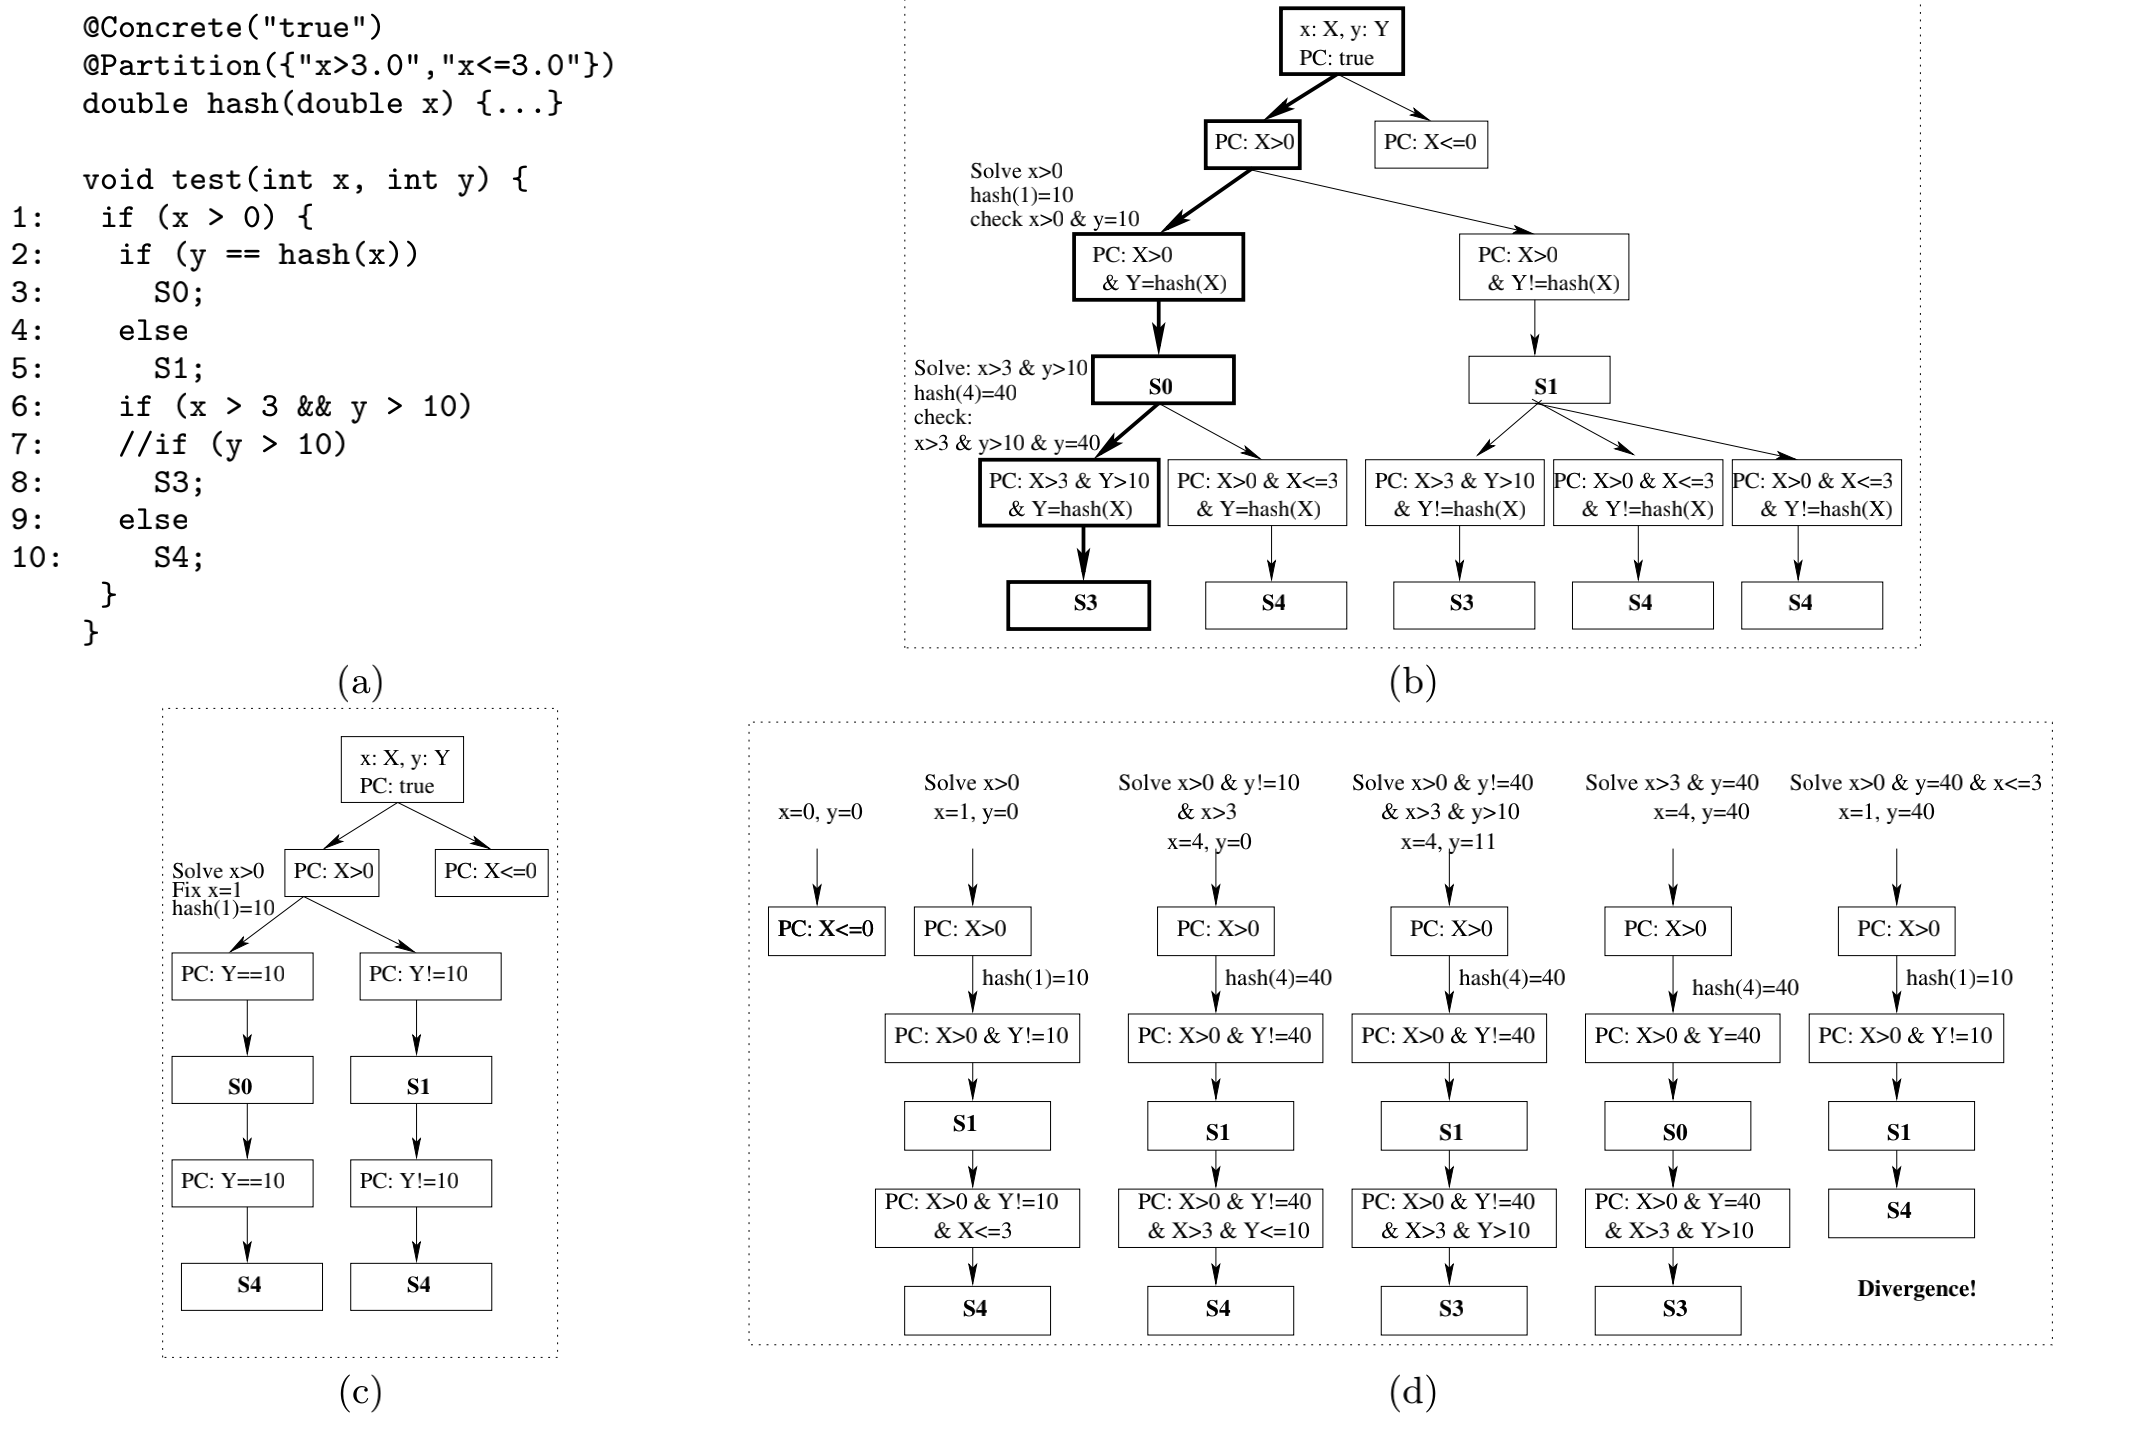 @Concrete("true")
@Partition({"x>3.0","x<=3.0"})
double hash(double x) {...}
void test(int x, int y) {
1: if (x > 0) {
2: if (y == hash(x))
3: S0;
4: else
5: S1;
6: if (x > 3 && y > 10)
7: //if (y > 10)
8: S3;
9: else
10: S4;
}
}
(a)
x: X, y: Y
PC: true
PC: X>0
PC: X<=0
Solve x>0
hash(1)=10
check x>0 & y=10
PC: X>0
& Y=hash(X)
PC: X>0
& Y!=hash(X)
S0
S1
Solve: x>3 & y>10
hash(4)=40
check:
x>3 & y>10 & y=40
PC: X>3 & Y>10
& Y=hash(X)
PC: X>0 & X<=3
& Y=hash(X)
PC: X>3 & Y>10
& Y!=hash(X)
PC: X>0 & X<=3
& Y!=hash(X)
PC: X>0 & X<=3
& Y!=hash(X)
S3
S4
S3
S4
S4
(b)
x: X, y: Y
PC: true
PC: X>0
PC: X<=0
Solve x>0
Fix x=1
hash(1)=10
PC: Y==10
PC: Y!=10
S0
S1
PC: Y==10
PC: Y!=10
S4
S4
(c)
x=0, y=0
PC: X<=0
Solve x>0
x=1, y=0
PC: X>0
hash(1)=10
PC: X>0 & Y!=10
S1
PC: X>0 & Y!=10
& X<=3
S4
Solve x>0 & y!=10
& x>3
x=4, y=0
PC: X>0
hash(4)=40
PC: X>0 & Y!=40
S1
PC: X>0 & Y!=40
& X>3 & Y<=10
S4
Solve x>0 & y!=40
& x>3 & y>10
x=4, y=11
PC: X>0
hash(4)=40
PC: X>0 & Y!=40
S1
PC: X>0 & Y!=40
& X>3 & Y>10
S3
Solve x>3 & y=40
x=4, y=40
PC: X>0
hash(4)=40
PC: X>0 & Y=40
S0
PC: X>0 & Y=40
& X>3 & Y>10
S3
Solve x>0 & y=40 & x<=3
x=1, y=40
PC: X>0
hash(1)=10
PC: X>0 & Y!=10
S1
S4
Divergence!
(d)